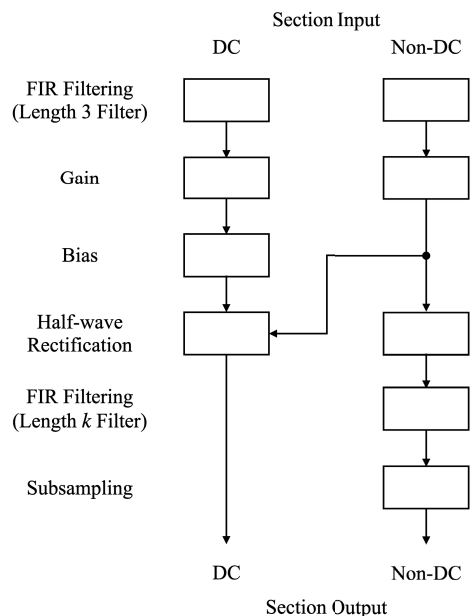 Section Input
DC Non-DC
FIR Filtering
(Length 3 Filter)
Gain
Bias
Half-wave
Rectification
FIR Filtering
(Length k Filter)
Subsampling
DC Non-DC
Section Output